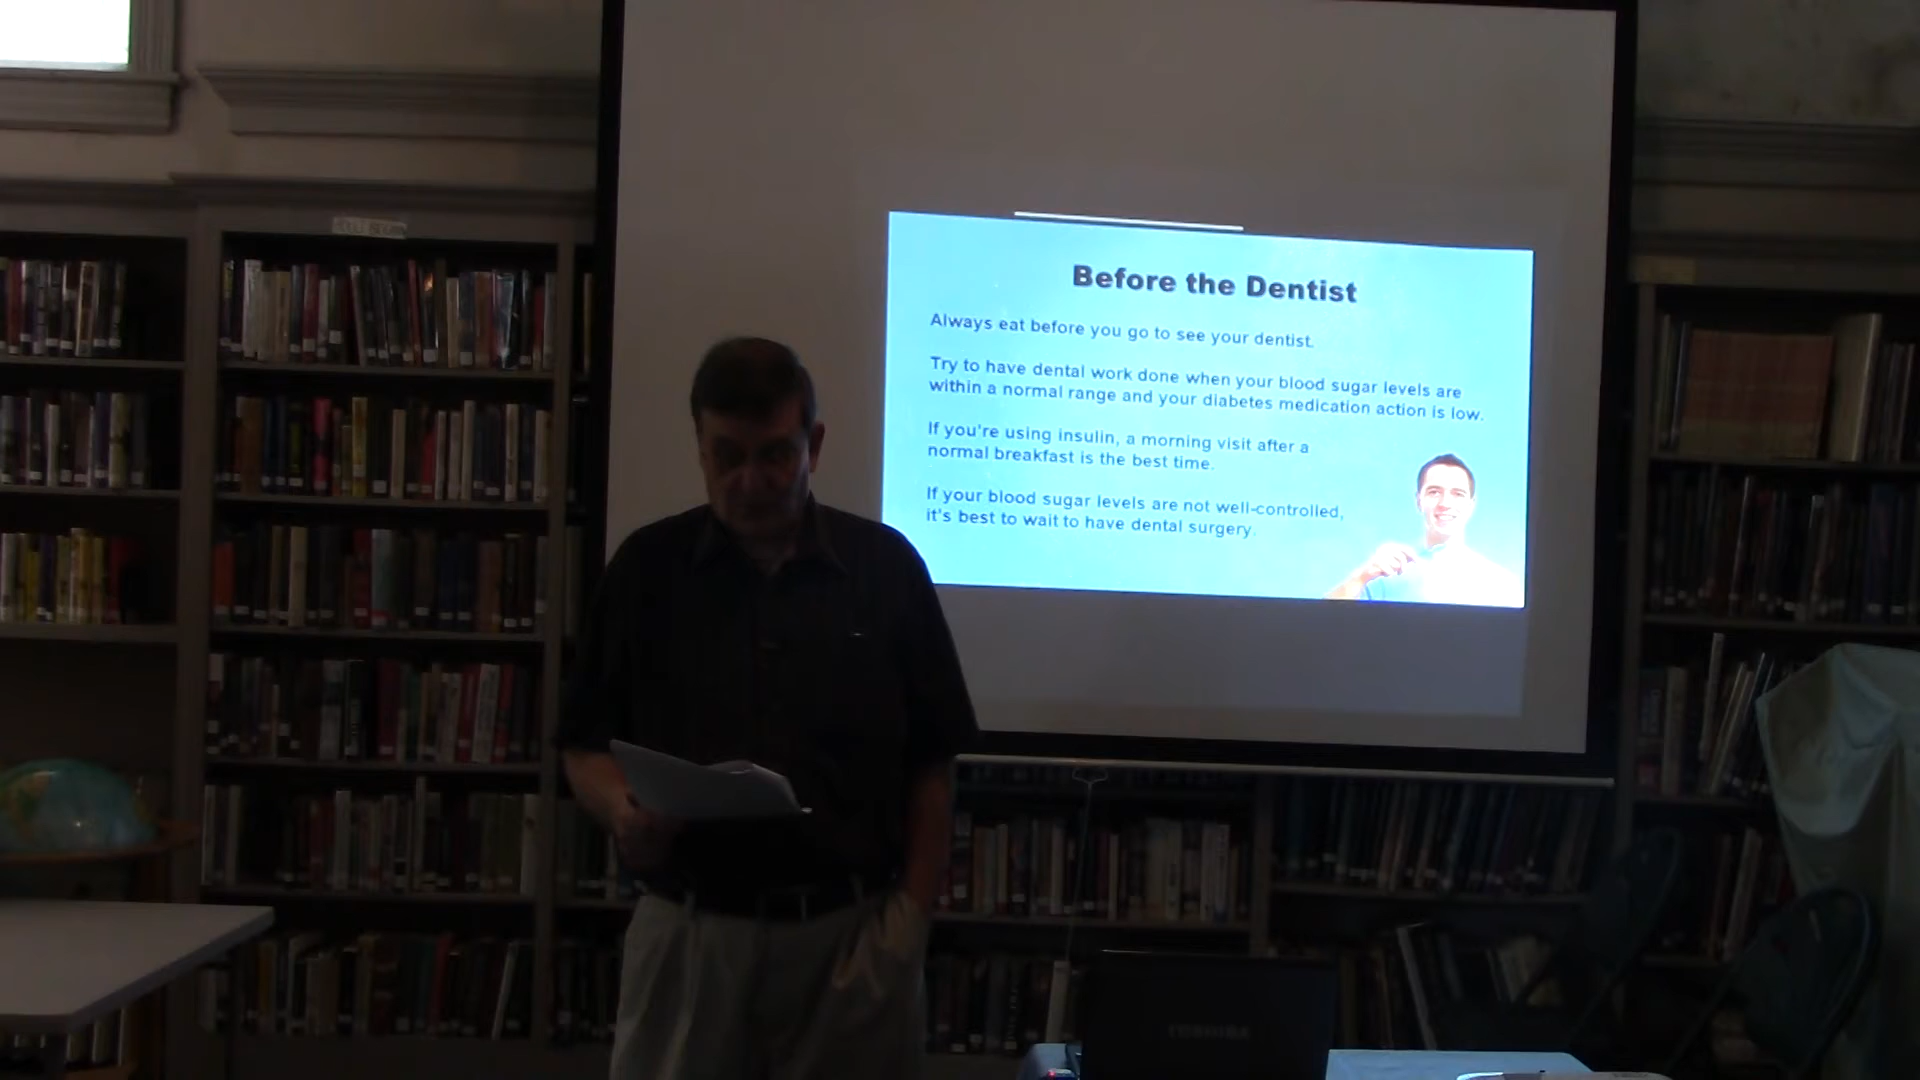 Before the Dentist
Always eat before you go to see your dentist.
Try to have dental work done when your blood sugar levels are
within a normal range and your diabetes medication action is low.
If you're using insulin, a morning visit after a
normal breakfast is the best time.
If your blood sugar levels are not well-controlled,
it's best to wait to have dental surgery.
TOSHIBA